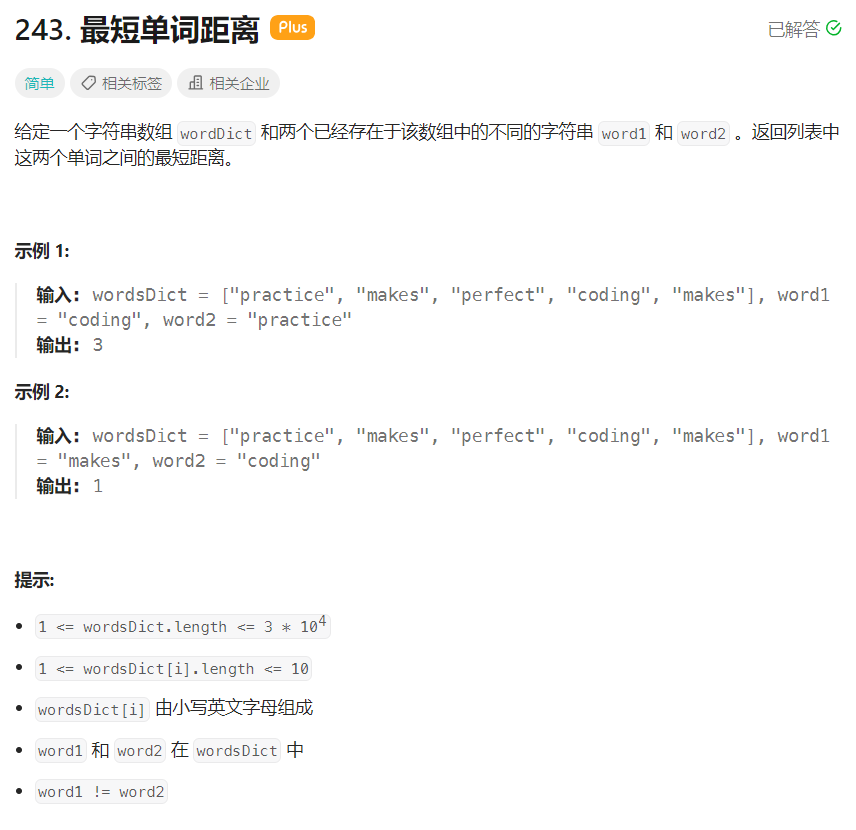 243. 最短单词距离 Plus
已解答
简单 相关标签 相关企业
给定一个字符串数组 wordDict 和两个已经存在于该数组中的不同的字符串 word1 和 word2 。返回列表中
这两个单词之间的最短距离。
示例 1:
输入: wordsDict = ["practice", "makes", "perfect", "coding", "makes"], word1
= "coding", word2 = "practice"
输出: 3
示例 2:
输入: wordsDict = ["practice", "makes", "perfect", "coding", "makes"], word1
= "makes", word2 = "coding"
输出: 1
提示:
1 <= wordsDict.length <= 3 * 10⁴
1 <= wordsDict[i].length <= 10
wordsDict[i] 由小写英文字母组成
word1 和 word2 在 wordsDict 中
word1 != word2